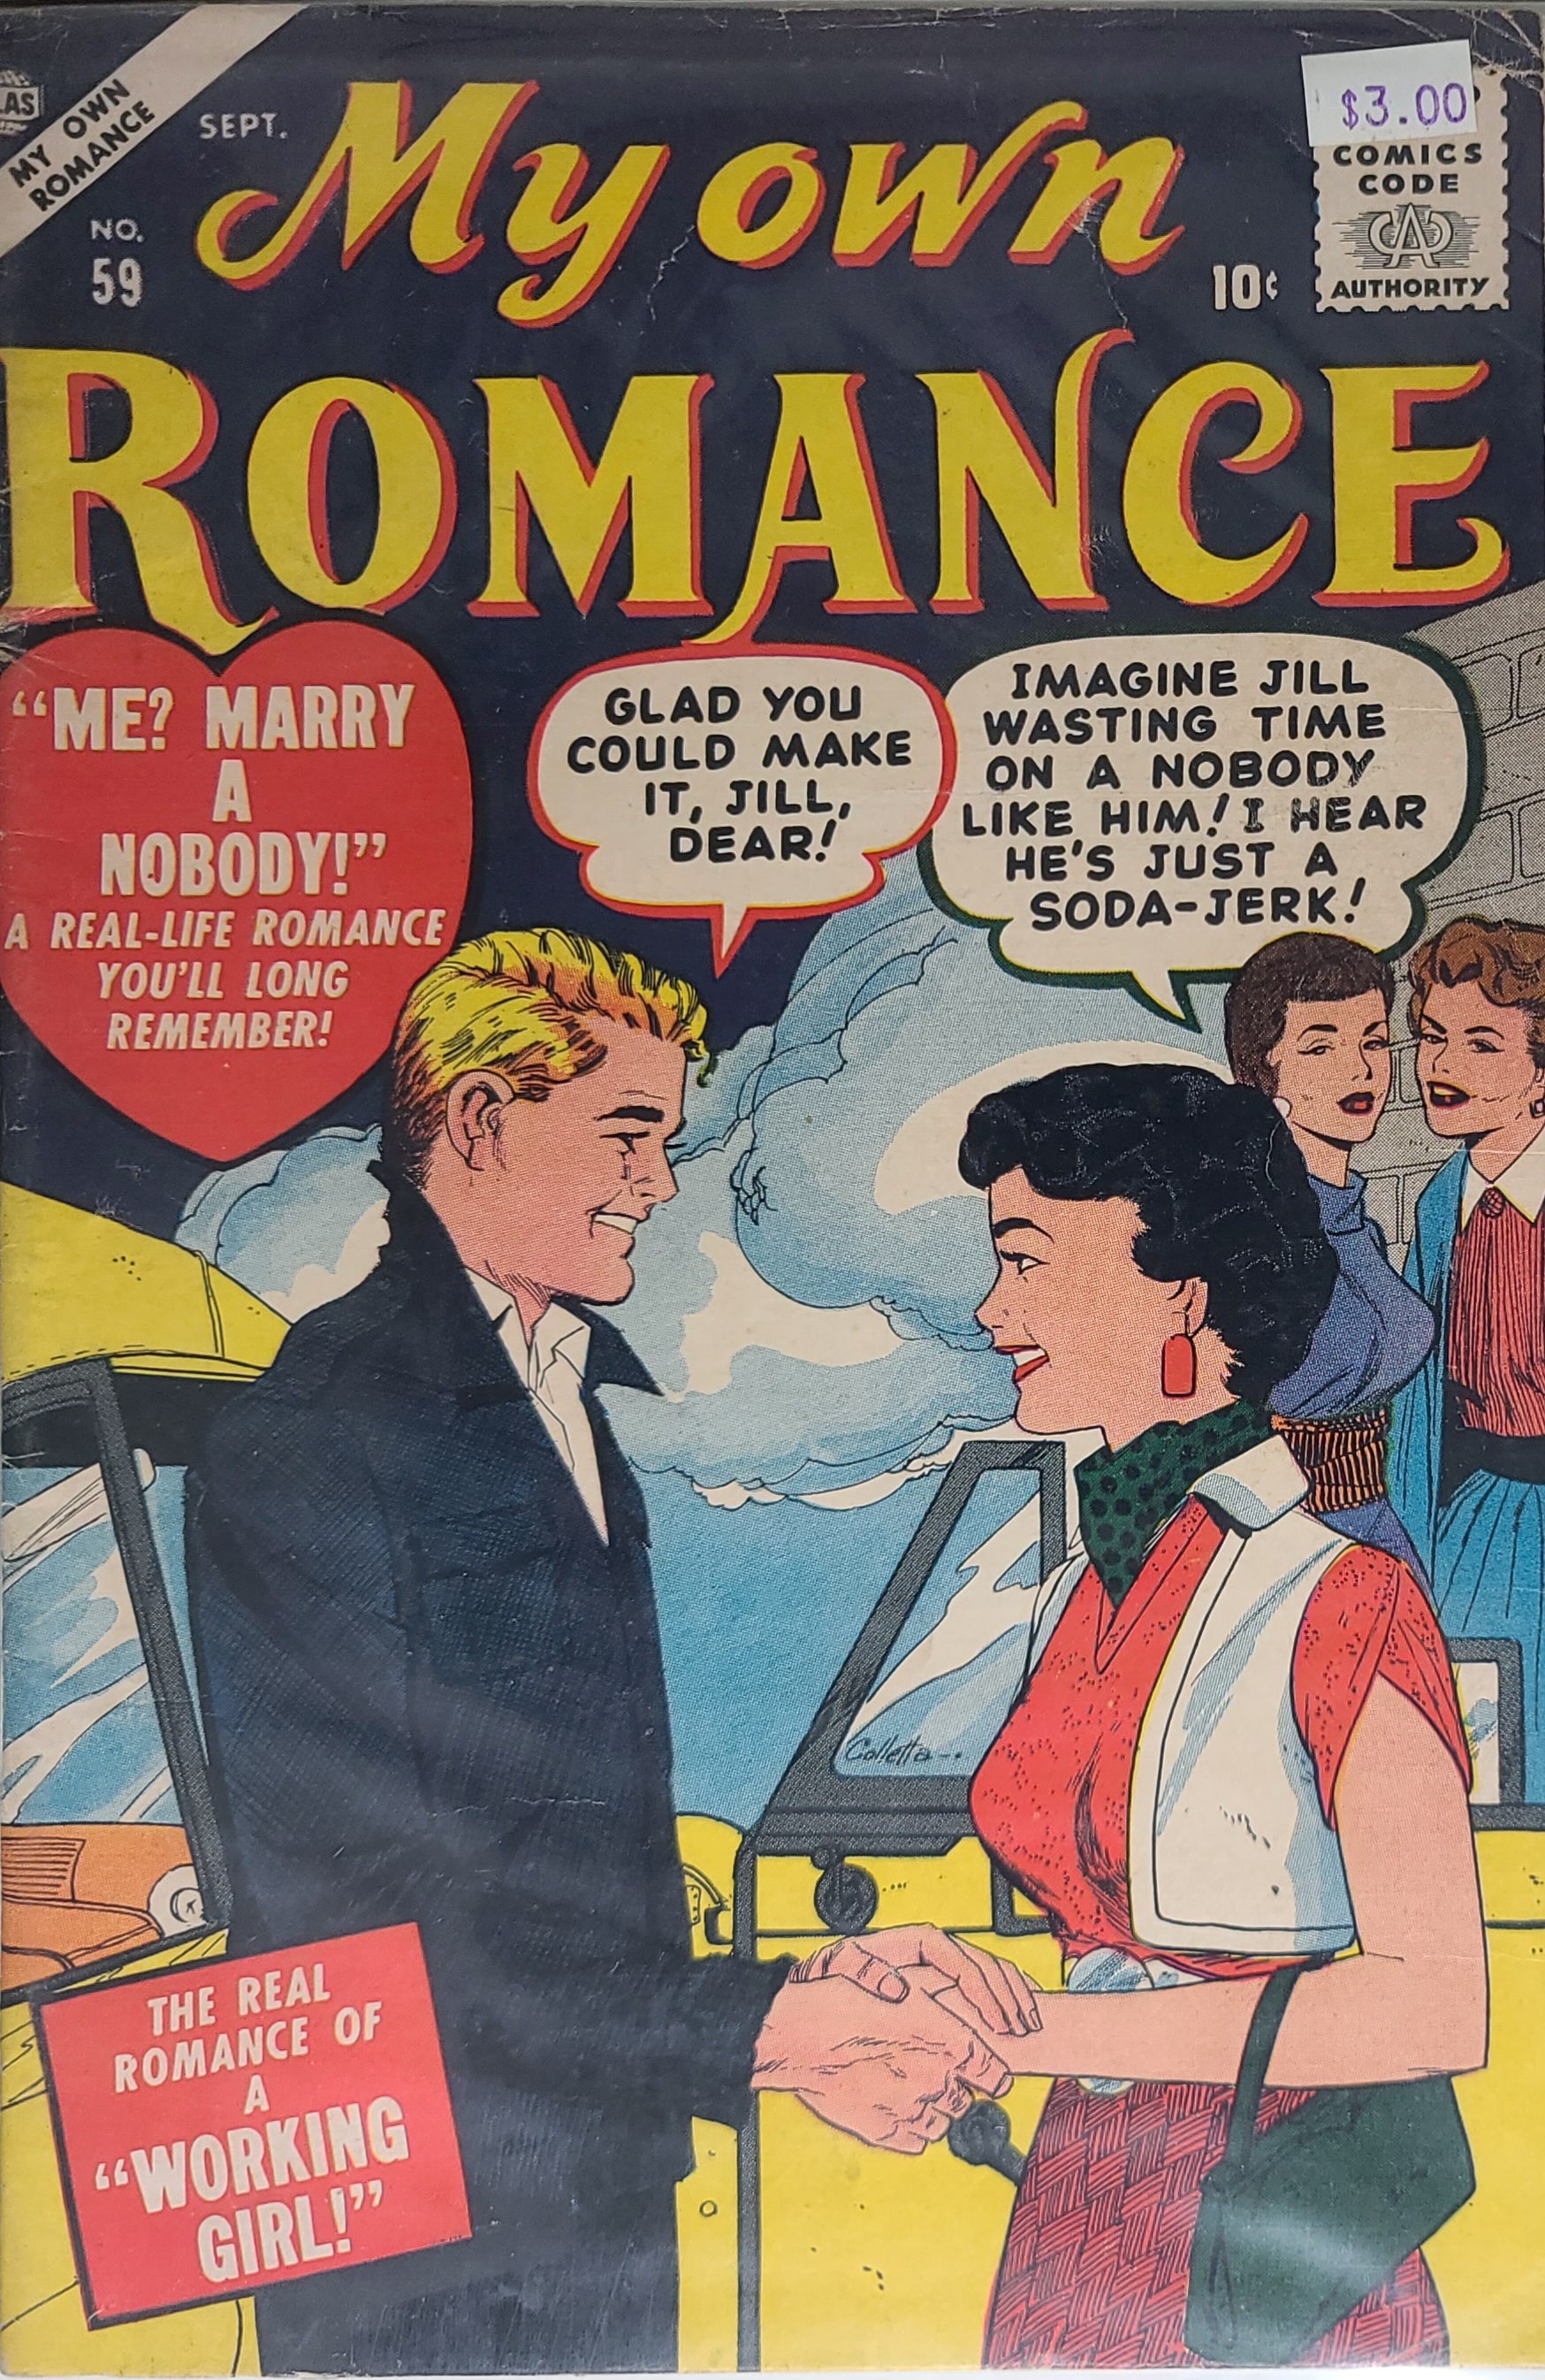 LAS
MY OWN
ROMANCE
SEPT.
NO.
59
My own
ROMANCE
10¢
$3.00
COMICS
CODE
CA
AUTHORITY
“ME? MARRY
A
NOBODY!”
A REAL-LIFE ROMANCE
YOU'LL LONG
REMEMBER!
GLAD YOU
COULD MAKE
IT, JILL,
DEAR!
IMAGINE JILL
WASTING TIME
ON A NOBODY
LIKE HIM! I HEAR
HE'S JUST A
SODA-JERK!
Colletta
THE REAL
ROMANCE OF
A
“WORKING
GIRL!”